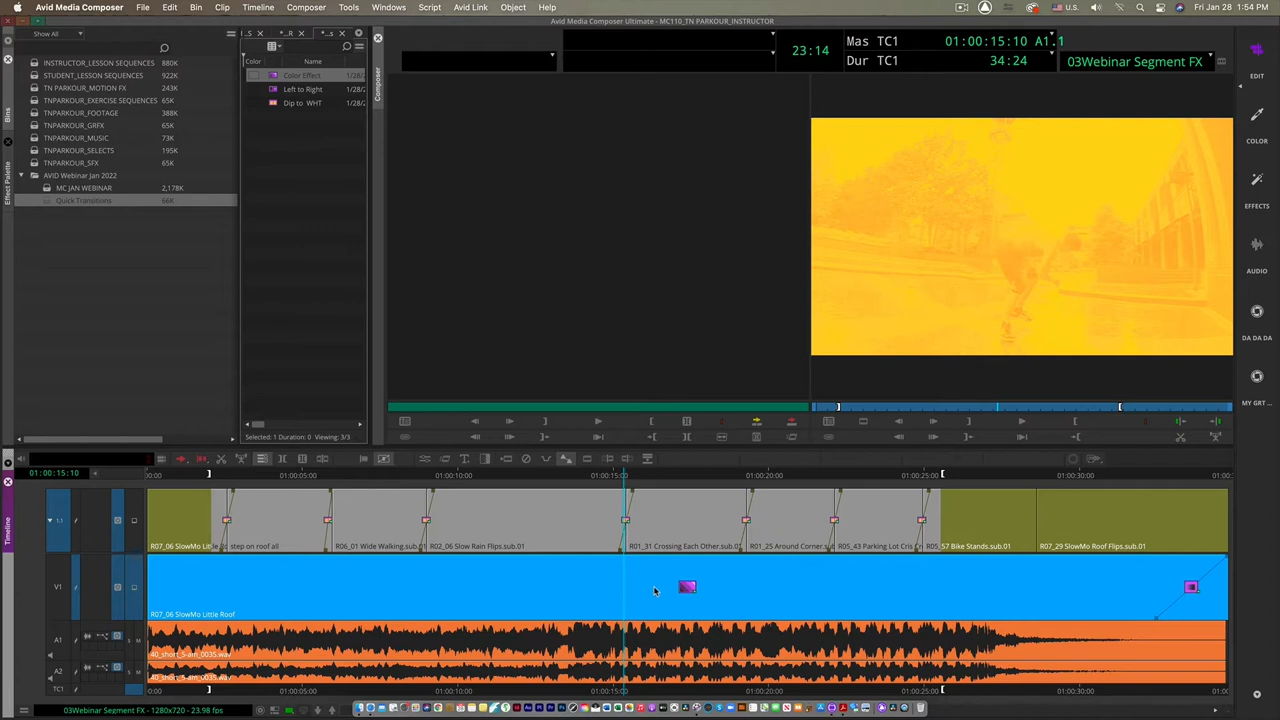 Avid Media Composer File Edit Bin Clip Timeline Composer Tools Windows Script Avid Link Object Help
U.S. Fri Jan 28 1:54 PM
Avid Media Composer Ultimate - MC110_TN PARKOUR_INSTRUCTOR
Show All
INSTRUCTOR_LESSON SEQUENCES 880K
STUDENT_LESSON SEQUENCES 922K
TN PARKOUR_MOTION FX 243K
TNPARKOUR_EXERCISE SEQUENCES 65K
TNPARKOUR_FOOTAGE 388K
TNPARKOUR_GRFX 65K
TNPARKOUR_MUSIC 73K
TNPARKOUR_SELECTS 195K
TNPARKOUR_SFX 65K
AVID Webinar Jan 2022
MC JAN WEBINAR 2,178K
Quick Transitions 66K
Bins
Effect Palette
...S ...R ...s
Color Name
Color Effect 1/28/2
Left to Right 1/28/2
Dip to WHT 1/28/2
Selected: 1 Duration: 0 Viewing: 3/3
Composer
23:14
Mas TC1 01:00:15:10 A1.1
Dur TC1 34:24
03Webinar Segment FX
EDIT
COLOR
EFFECTS
AUDIO
DA DA DA
MY GRT ...
01:00:15:10
:00 01:00:05:00 01:00:10:00 01:00:15:00 01:00:20:00 01:00:25:00 01:00:30:00 01:00
Timeline
1.1
R06_01 Wide Walking.sub.01 R02_06 Slow Rain Flips.sub.01 R01_31 Crossing Each Other.sub.01 R01_25 Around Corner.s R05_43 Parking Lot Cris R05_57 Bike Stands.sub.01 R07_29 SlowMo Roof Flips.sub.01
V1
R07_06 SlowMo Little Roof
A1
40_short_5-am_0035.wav
A2
40_short_5-am_0035.wav
TC1
:00 01:00:05:00 01:00:10:00 01:00:15:00 01:00:20:00 01:00:25:00 01:00:30:00 01:0
03Webinar Segment FX - 1280x720 - 23.98 fps